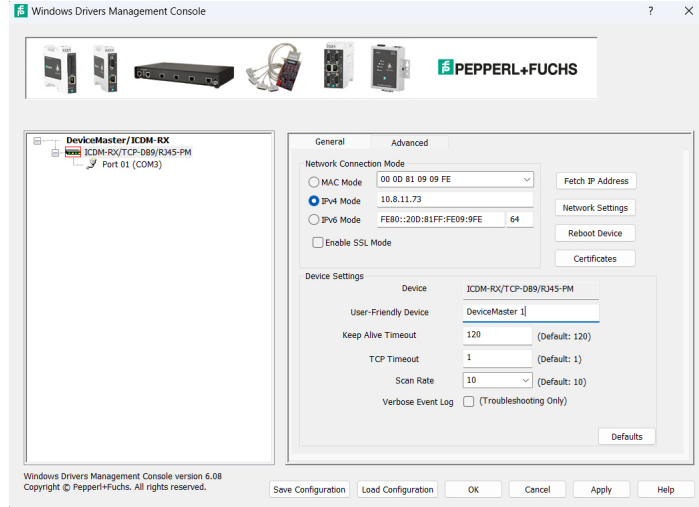 Windows Drivers Management Console
? X
PEPPERL+FUCHS
DeviceMaster/ICDM-RX
ICDM-RX/TCP-DB9/RJ45-PM
Port 01 (COM3)
General Advanced
Network Connection Mode
MAC Mode 00 0D 81 09 09 FE
Fetch IP Address
IPv4 Mode 10.8.11.73
Network Settings
IPv6 Mode FE80::20D:81FF:FE09:9FE 64
Reboot Device
Enable SSL Mode
Certificates
Device Settings
Device ICDM-RX/TCP-DB9/RJ45-PM
User-Friendly Device DeviceMaster 1
Keep Alive Timeout 120 (Default: 120)
TCP Timeout 1 (Default: 1)
Scan Rate 10 (Default: 10)
Verbose Event Log (Troubleshooting Only)
Defaults
Windows Drivers Management Console version 6.08
Copyright © Pepperl+Fuchs. All rights reserved.
Save Configuration Load Configuration OK Cancel Apply Help